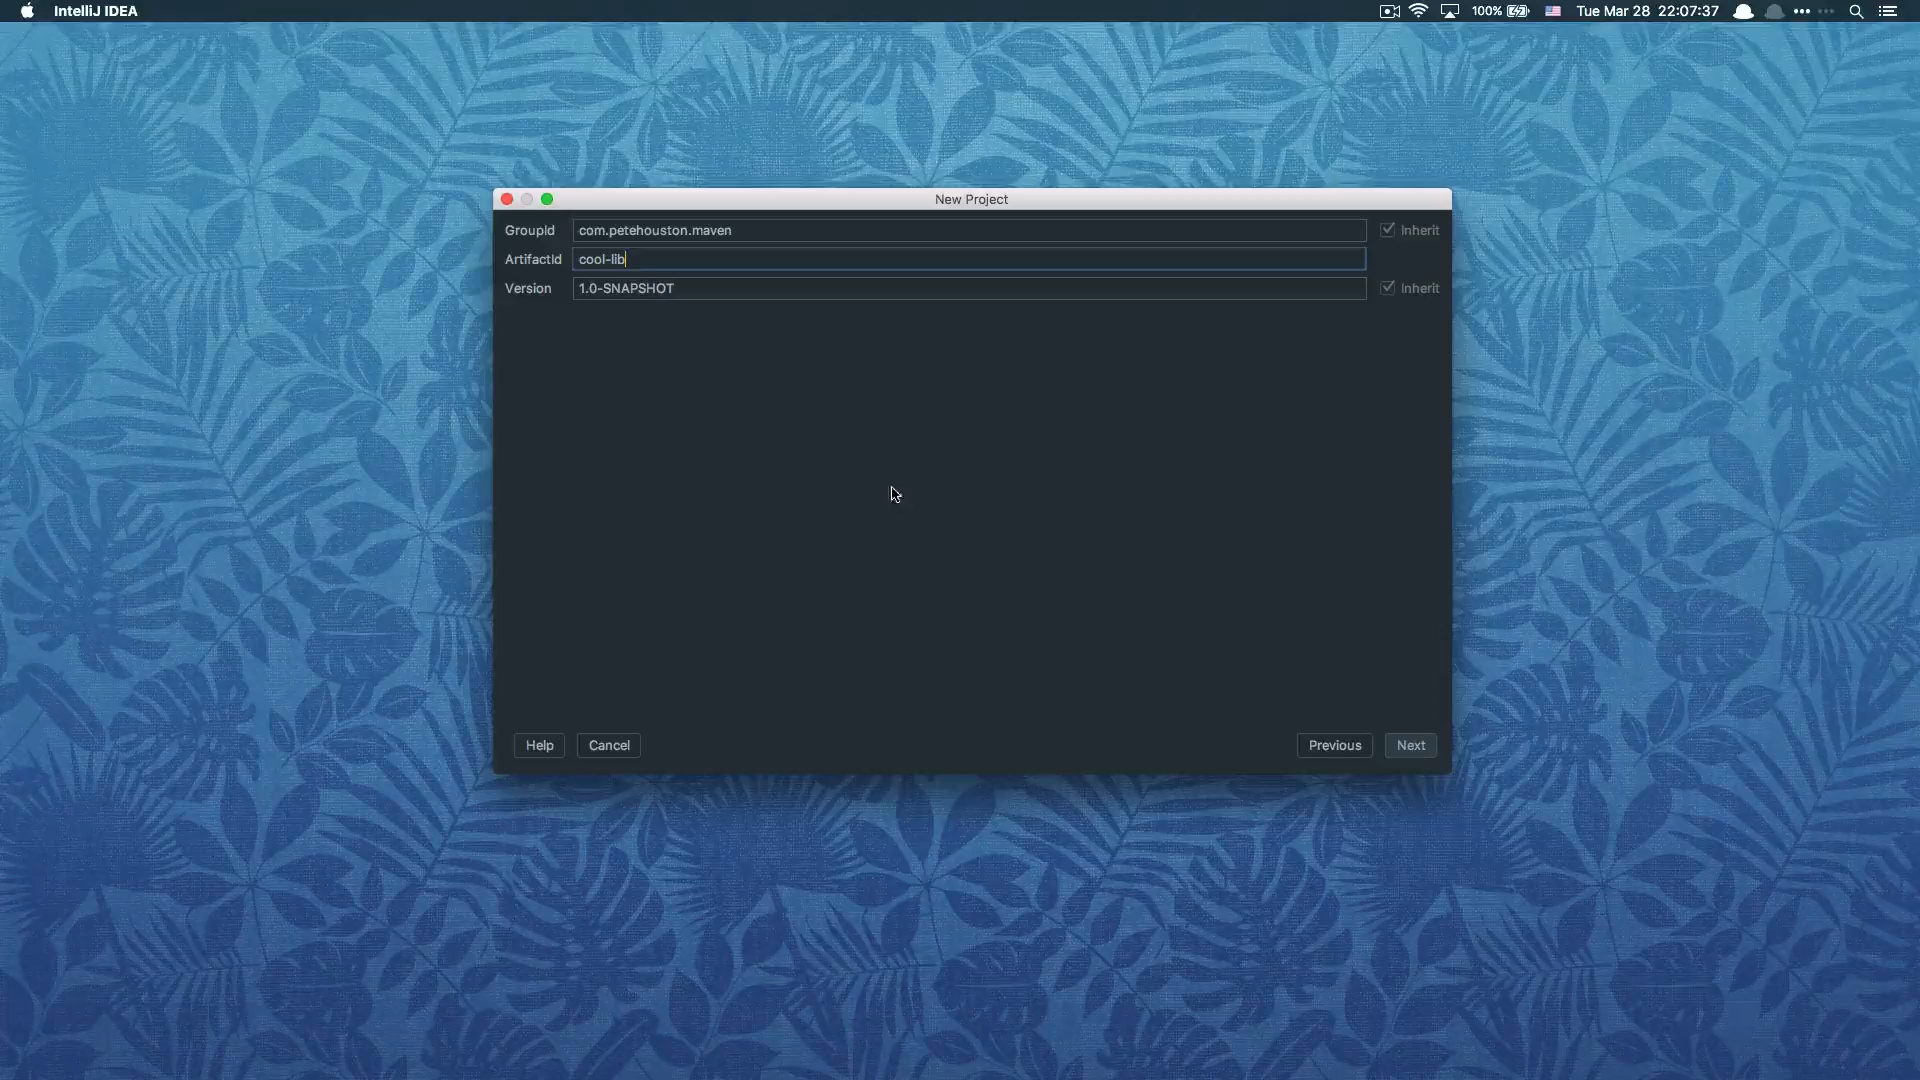 IntelliJ IDEA
100%
Tue Mar 28 22:07:37
New Project
GroupId com.petehouston.maven Inherit
ArtifactId cool-lib
Version 1.0-SNAPSHOT Inherit
Help Cancel Previous Next